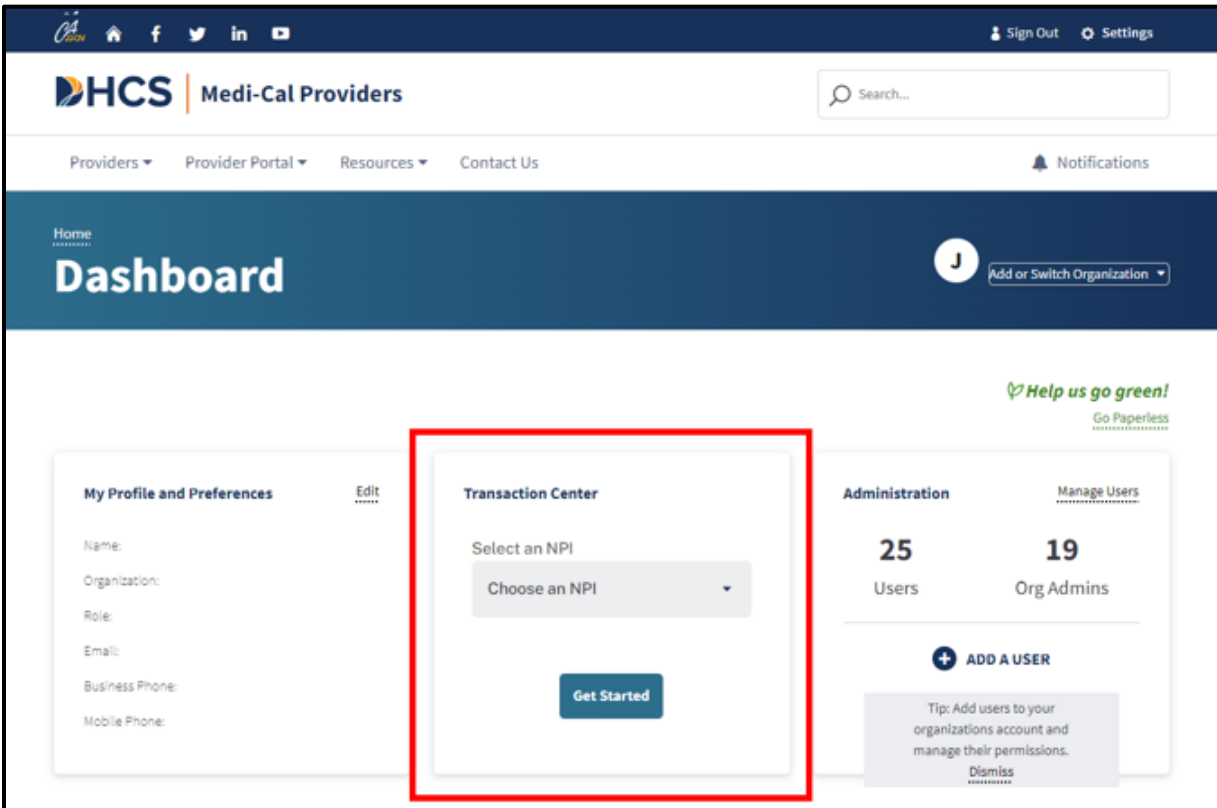 CA.GOV
Sign Out Settings
DHCS Medi-Cal Providers
Search...
Providers Provider Portal Resources Contact Us
Notifications
Home
Dashboard
J
Add or Switch Organization
Help us go green!
Go Paperless
My Profile and Preferences Edit
Name:
Organization:
Role:
Email:
Business Phone:
Mobile Phone:
Transaction Center
Select an NPI
Choose an NPI
Get Started
Administration Manage Users
25 19
Users Org Admins
ADD A USER
Tip: Add users to your
organizations account and
manage their permissions.
Dismiss